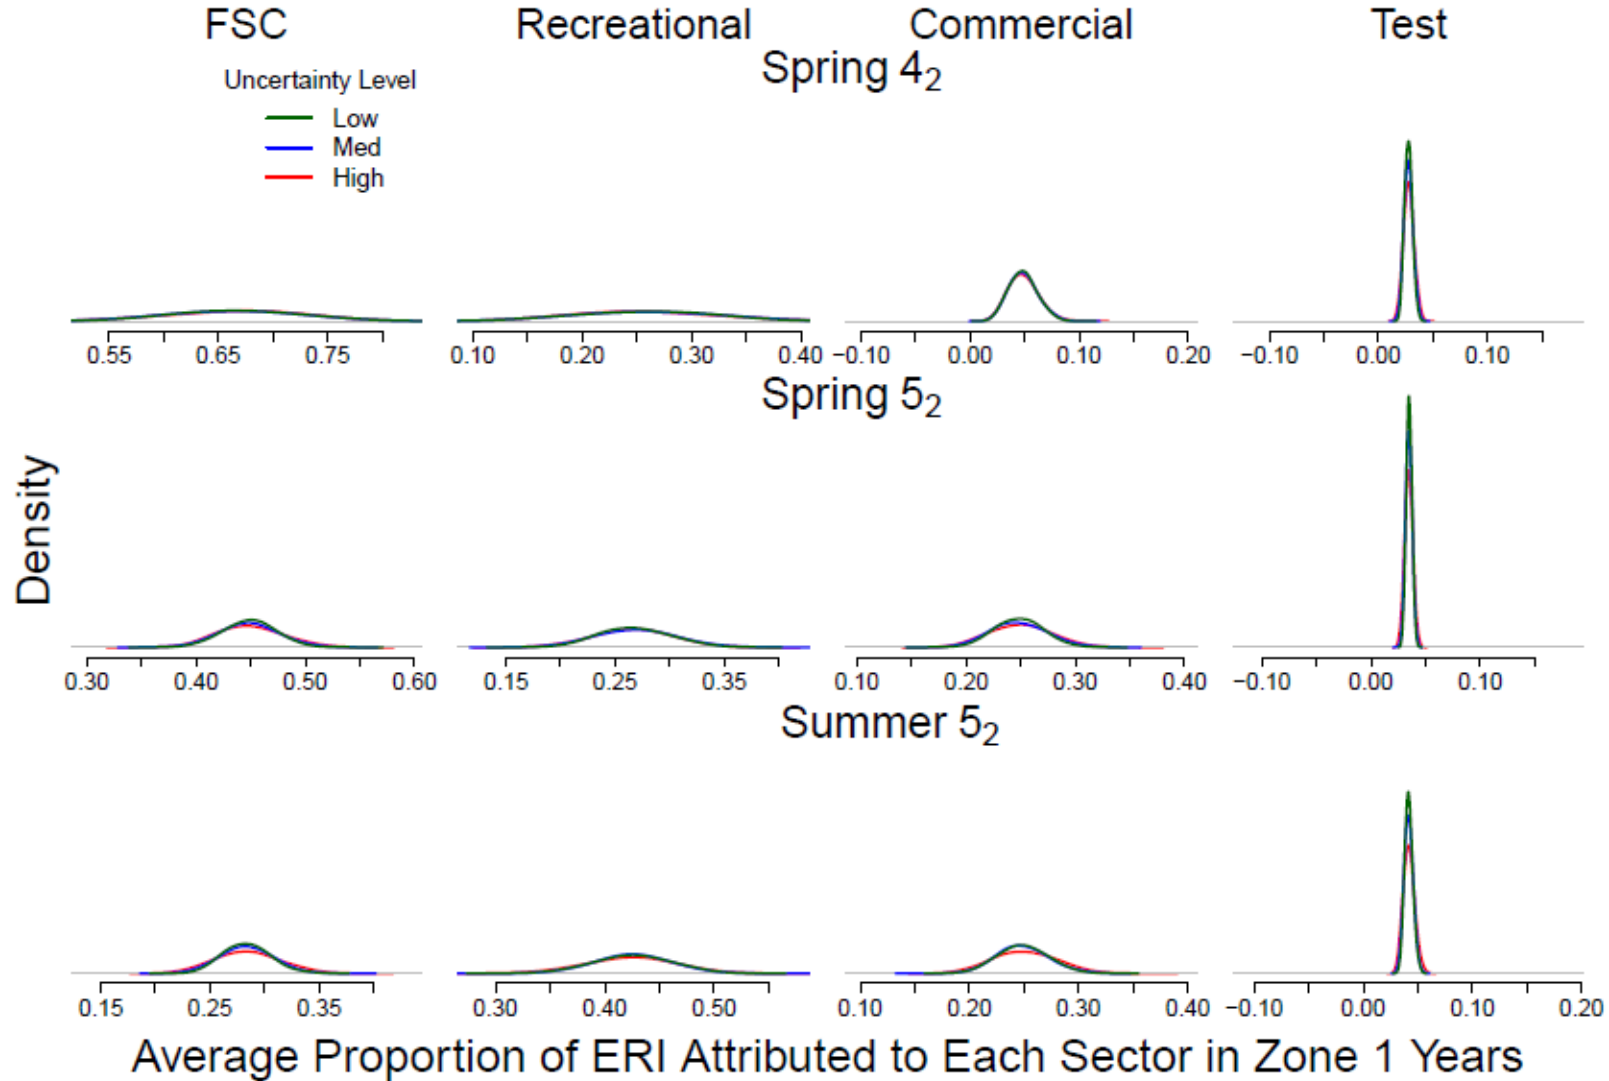 FSC Recreational Commercial Test
Spring 4₂
Uncertainty Level
Low
Med
High
0.55 0.65 0.75 0.10 0.20 0.30 0.40 −0.10 0.00 0.10 0.20 −0.10 0.00 0.10
Spring 5₂
Density
0.30 0.40 0.50 0.60 0.15 0.25 0.35 0.10 0.20 0.30 0.40 −0.10 0.00 0.10
Summer 5₂
0.15 0.25 0.35 0.30 0.40 0.50 0.10 0.20 0.30 0.40 −0.10 0.00 0.10 0.20
Average Proportion of ERI Attributed to Each Sector in Zone 1 Years